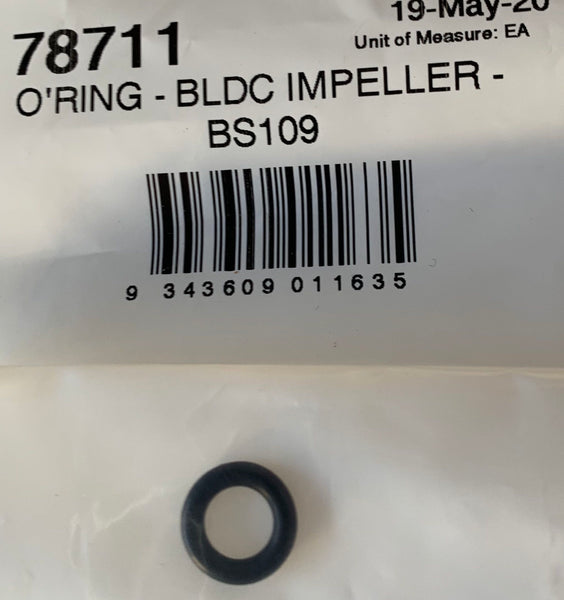 19-May-20
78711
Unit of Measure: EA
O'RING - BLDC IMPELLER -
BS109
9 343609 011635